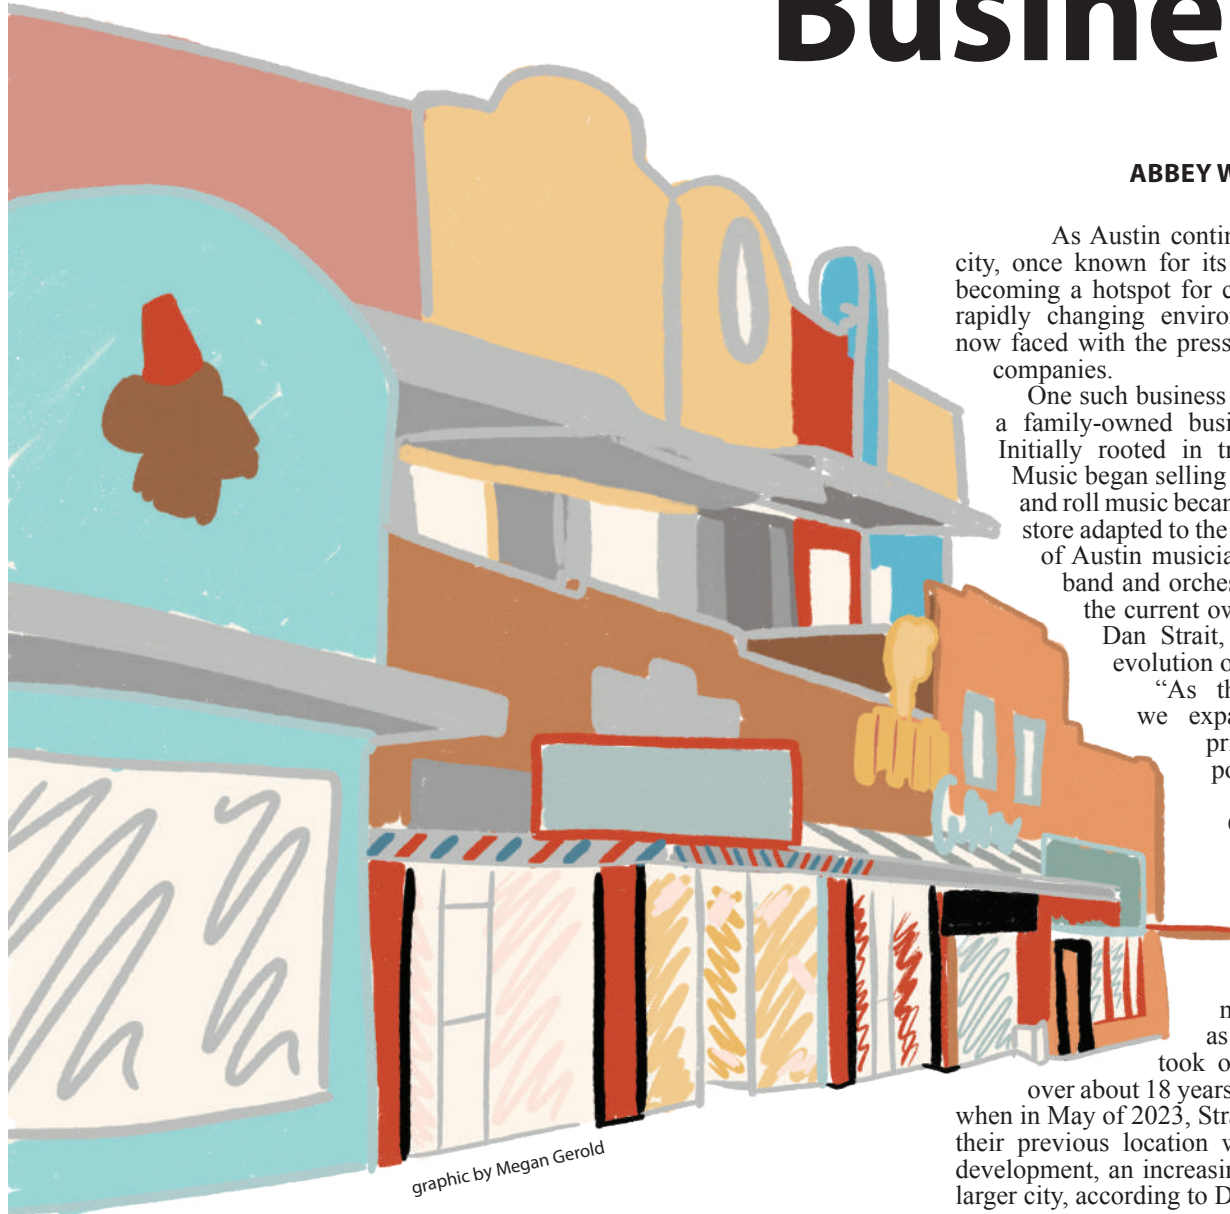 Busine
ABBEY W
As Austin contin
city, once known for its
becoming a hotspot for c
rapidly changing enviro
now faced with the press
companies.
One such business
a family-owned busi
Initially rooted in tr
Music began selling
and roll music becar
store adapted to the
of Austin musicia
band and orches
the current ov
Dan Strait,
evolution o
“As th
we expa
pri
po
n
as
took o
over about 18 years
when in May of 2023, Stra
their previous location v
development, an increasin
larger city, according to D
graphic by Megan Gerold